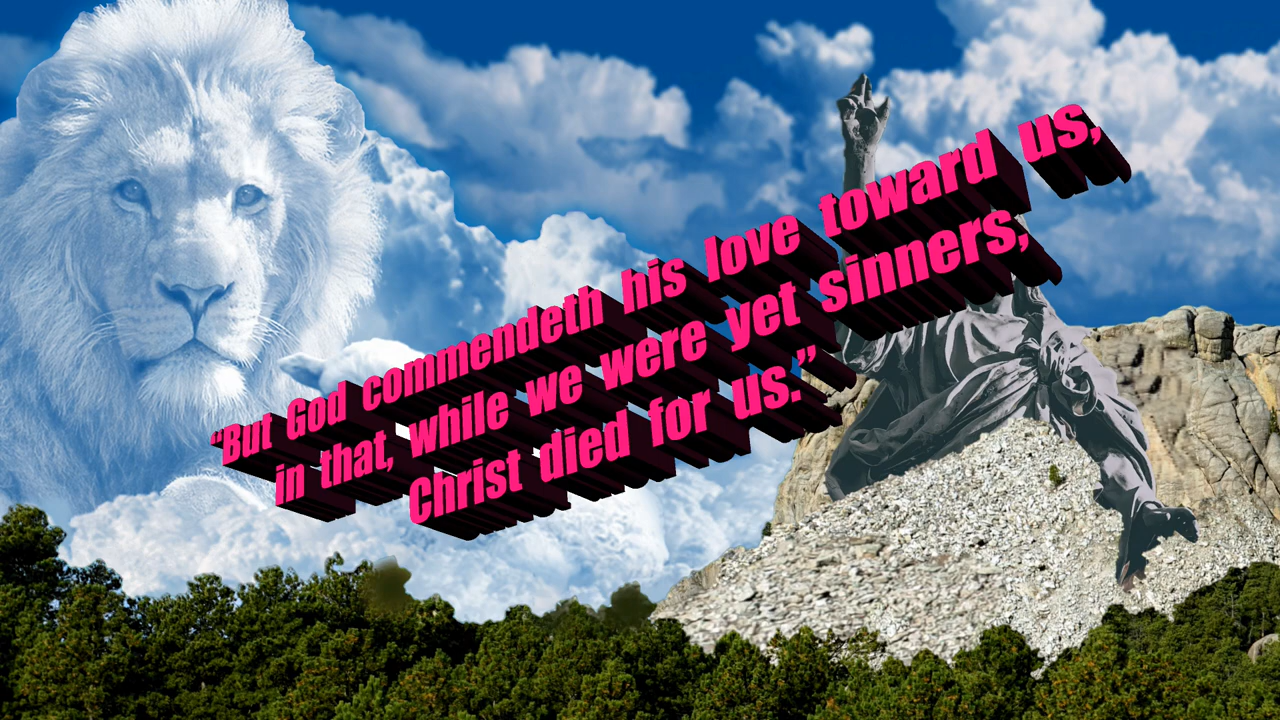 “But God commendeth his love toward us,
in that, while we were yet sinners,
Christ died for us.”